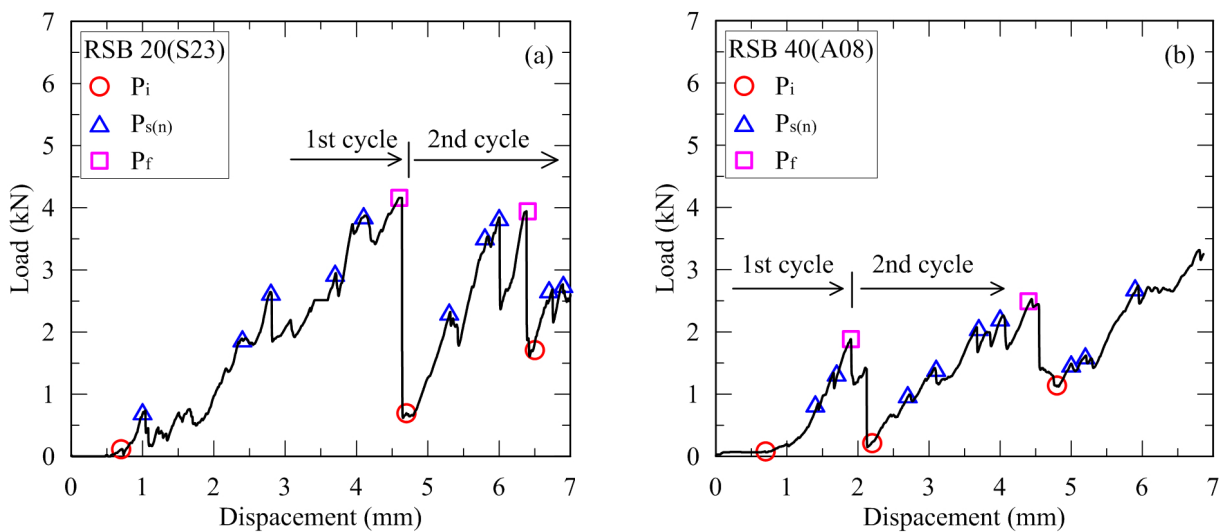 RSB 20(S23)
(a)
Pi
Ps(n)
Pf
1st cycle
2nd cycle
7
6
5
4
3
2
1
0
Load (kN)
0 1 2 3 4 5 6 7
Dispacement (mm)
RSB 40(A08)
(b)
Pi
Ps(n)
Pf
1st cycle
2nd cycle
7
6
5
4
3
2
1
0
Load (kN)
0 1 2 3 4 5 6 7
Dispacement (mm)